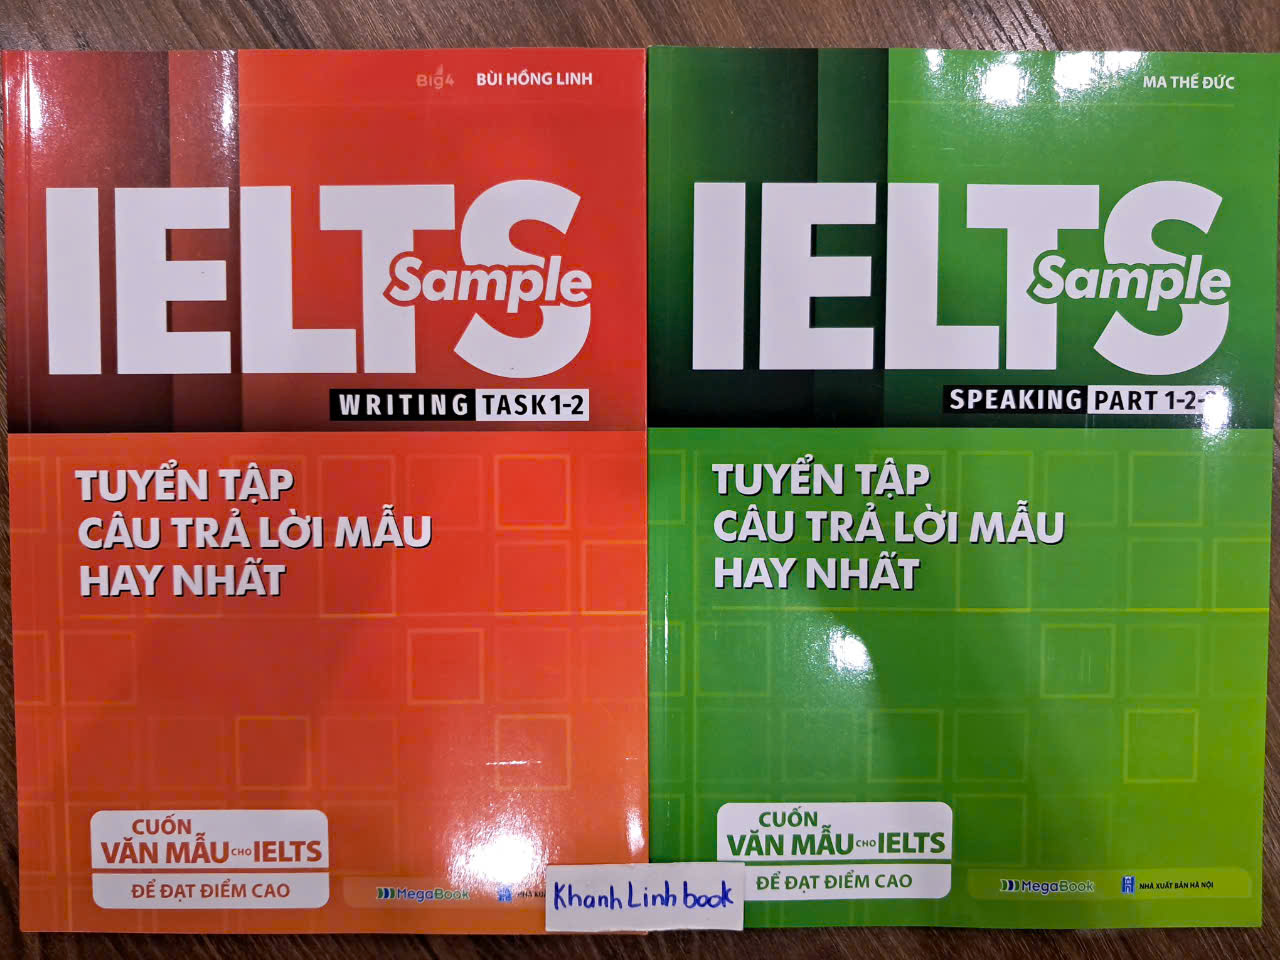 Big4 BÙI HỒNG LINH
IELTS
Sample
WRITING TASK 1-2
TUYỂN TẬP
CÂU TRẢ LỜI MẪU
HAY NHẤT
CUỐN
VĂN MẪU CHO IELTS
ĐỂ ĐẠT ĐIỂM CAO
MegaBook NHÀ
MA THẾ ĐỨC
IELTS
Sample
SPEAKING PART 1-2-
TUYỂN TẬP
CÂU TRẢ LỜI MẪU
HAY NHẤT
CUỐN
VĂN MẪU CHO IELTS
ĐỂ ĐẠT ĐIỂM CAO
MegaBook NHÀ XUẤT BẢN HÀ NỘI
Khanh Linh book